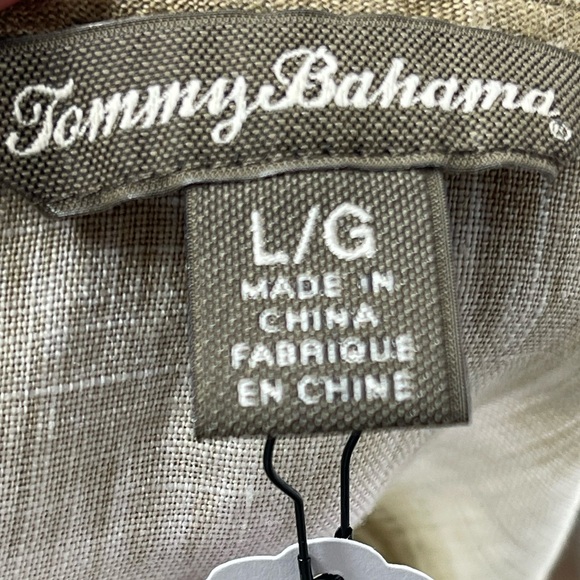 Tommy Bahama®
L/G
MADE IN
CHINA
FABRIQUE
EN CHINE